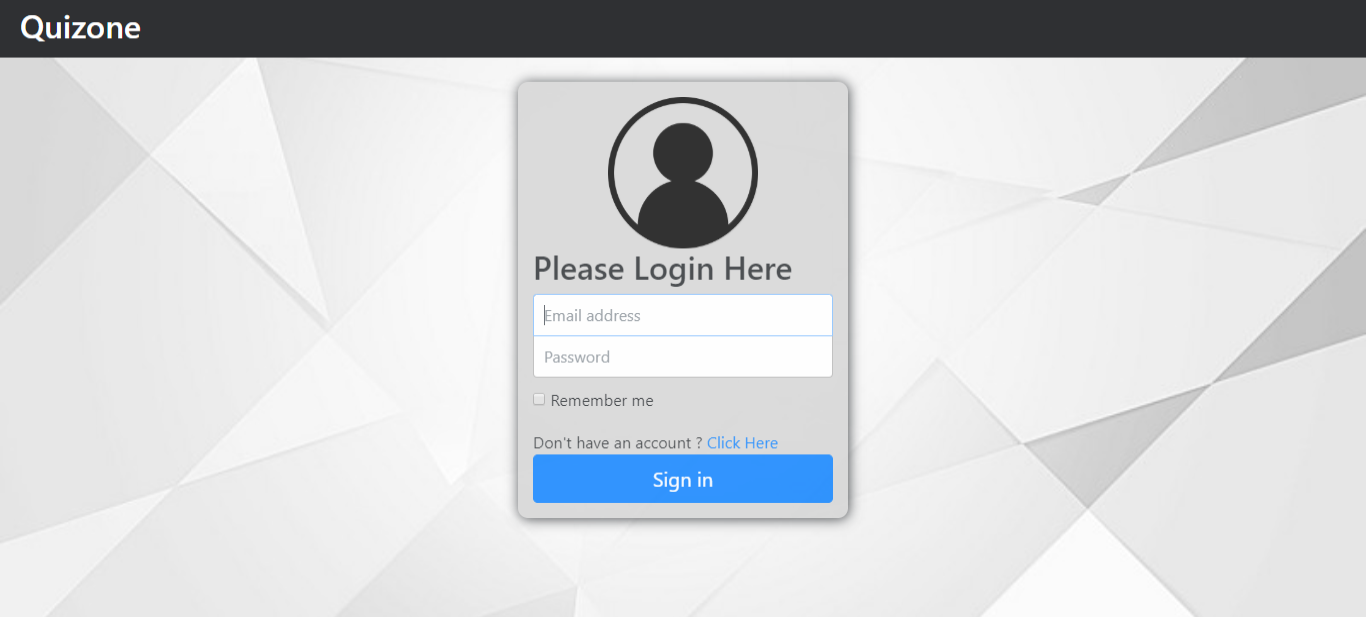 Quizone
Please Login Here
Email address
Password
Remember me
Don't have an account ? Click Here
Sign in